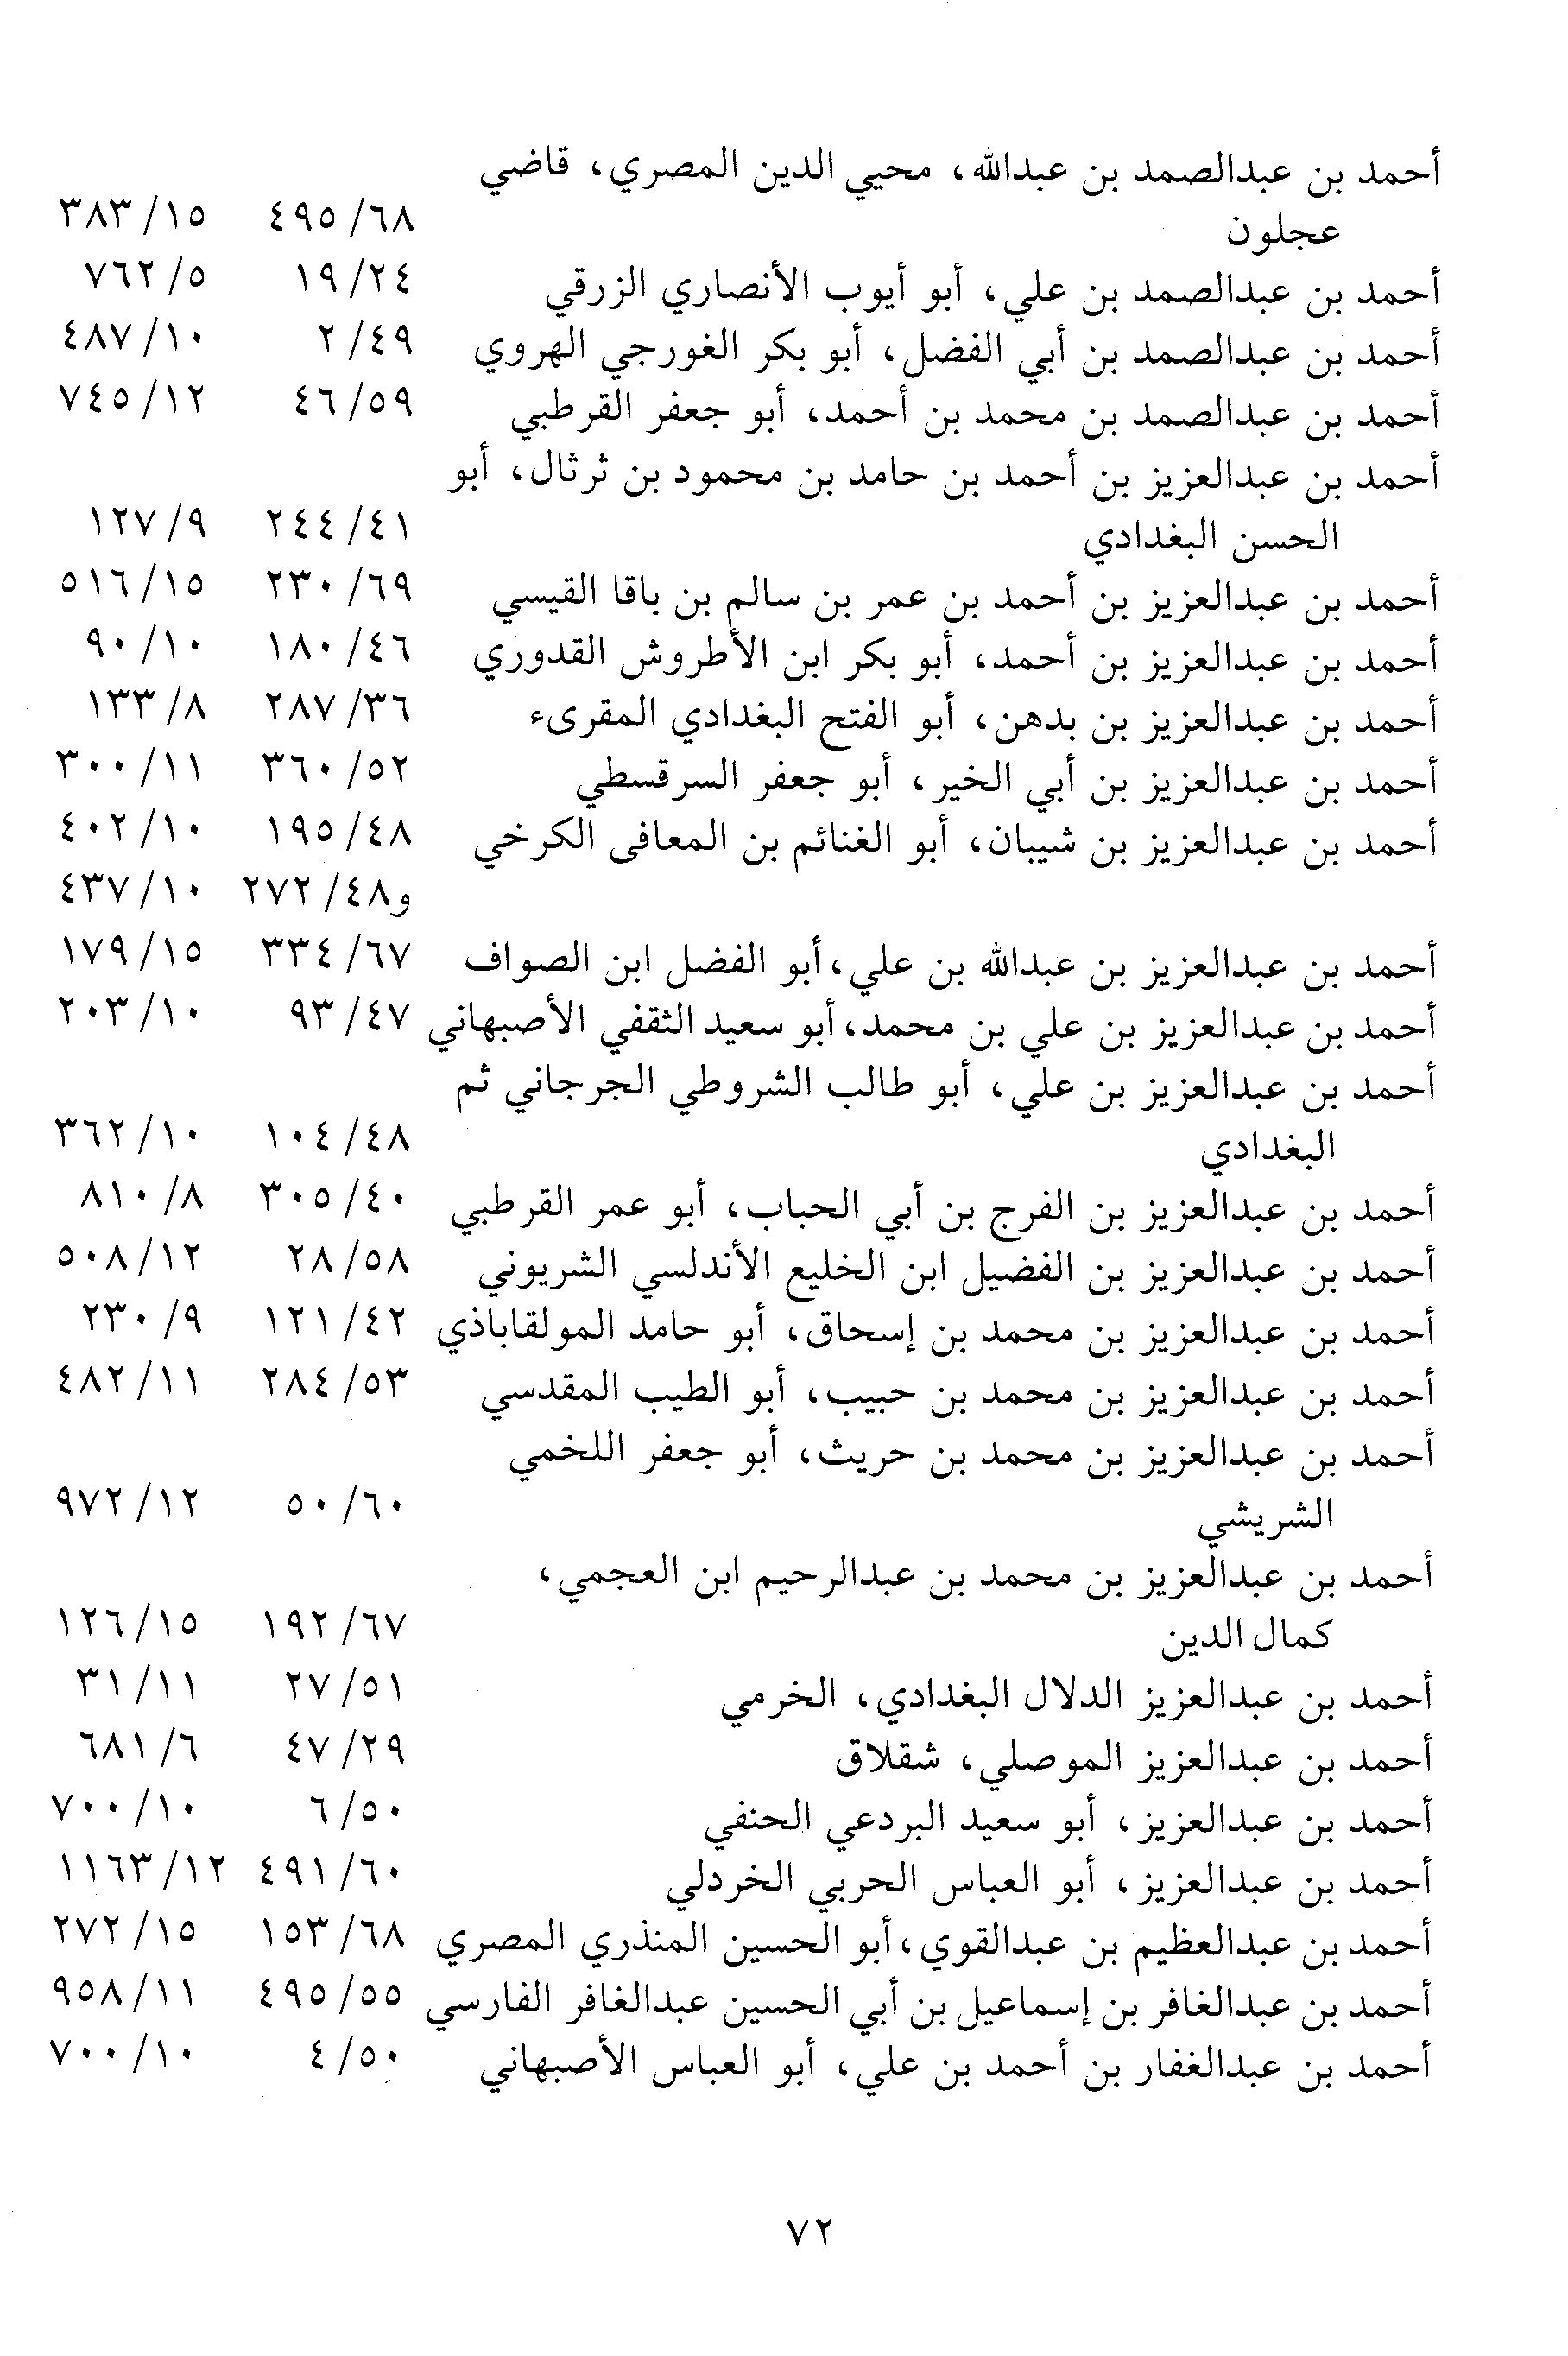 أحمد بن عبدالصمد بن عبدالله، محيي الدين المصري، قاضي
عجلون ٦٨/ ٤٩٥ ١٥/ ٣٨٣
أحمد بن عبدالصمد بن علي، أبو أيوب الأنصاري الزرقي ٢٤/ ١٩ ٥/ ٧٦٢
أحمد بن عبدالصمد بن أبي الفضل، أبو بكر الغورجي الهروي ٤٩/ ٢ ١٠/ ٤٨٧
أحمد بن عبدالصمد بن محمد بن أحمد، أبو جعفر القرطبي ٥٩/ ٤٦ ١٢/ ٧٤٥
أحمد بن عبدالعزيز بن أحمد بن حامد بن محمود بن ثرثال، أبو
الحسن البغدادي ٤١/ ٢٤٤ ٩/ ١٢٧
أحمد بن عبدالعزيز بن أحمد بن عمر بن سالم بن باقا القيسي ٦٩/ ٢٣٠ ١٥/ ٥١٦
أحمد بن عبدالعزيز بن أحمد، أبو بكر ابن الأطروش القدوري ٤٦/ ١٨٠ ١٠/ ٩٠
أحمد بن عبدالعزيز بن بدهن، أبو الفتح البغدادي المقرىء ٣٦/ ٢٨٧ ٨/ ١٣٣
أحمد بن عبدالعزيز بن أبي الخير، أبو جعفر السرقسطي ٥٢/ ٣٦٠ ١١/ ٣٠٠
أحمد بن عبدالعزيز بن شيبان، أبو الغنائم بن المعافى الكرخي ٤٨/ ١٩٥ ١٠/ ٤٠٢
و٤٨/ ٢٧٢ ١٠/ ٤٣٧
أحمد بن عبدالعزيز بن عبدالله بن علي، أبو الفضل ابن الصواف ٦٧/ ٣٣٤ ١٥/ ١٧٩
أحمد بن عبدالعزيز بن علي بن محمد، أبو سعيد الثقفي الأصبهاني ٤٧/ ٩٣ ١٠/ ٢٠٣
أحمد بن عبدالعزيز بن علي، أبو طالب الشروطي الجرجاني ثم
البغدادي ٤٨/ ١٠٤ ١٠/ ٣٦٢
أحمد بن عبدالعزيز بن الفرج بن أبي الحباب، أبو عمر القرطبي ٤٠/ ٣٠٥ ٨/ ٨١٠
أحمد بن عبدالعزيز بن الفضيل ابن الخليع الأندلسي الشريوني ٥٨/ ٢٨ ١٢/ ٥٠٨
أحمد بن عبدالعزيز بن محمد بن إسحاق، أبو حامد المولقاباذي ٤٢/ ١٢١ ٩/ ٢٣٠
أحمد بن عبدالعزيز بن محمد بن حبيب، أبو الطيب المقدسي ٥٣/ ٢٨٤ ١١/ ٤٨٢
أحمد بن عبدالعزيز بن محمد بن حريث، أبو جعفر اللخمي
الشريشي ٦٠/ ٥٠ ١٢/ ٩٧٢
أحمد بن عبدالعزيز بن محمد بن عبدالرحيم ابن العجمي،
كمال الدين ٦٧/ ١٩٢ ١٥/ ١٢٦
أحمد بن عبدالعزيز الدلال البغدادي، الخرمي ٥١/ ٢٧ ١١/ ٣١
أحمد بن عبدالعزيز الموصلي، شقلاق ٢٩/ ٤٧ ٦/ ٦٨١
أحمد بن عبدالعزيز، أبو سعيد البردعي الحنفي ٥٠/ ٦ ١٠/ ٧٠٠
أحمد بن عبدالعزيز، أبو العباس الحربي الخردلي ٦٠/ ٤٩١ ١٢/ ١١٦٣
أحمد بن عبدالعظيم بن عبدالقوي، أبو الحسين المنذري المصري ٦٨/ ١٥٣ ١٥/ ٢٧٢
أحمد بن عبدالغافر بن إسماعيل بن أبي الحسين عبدالغافر الفارسي ٥٥/ ٤٩٥ ١١/ ٩٥٨
أحمد بن عبدالغفار بن أحمد بن علي، أبو العباس الأصبهاني ٥٠/ ٤ ١٠/ ٧٠٠
٧٢